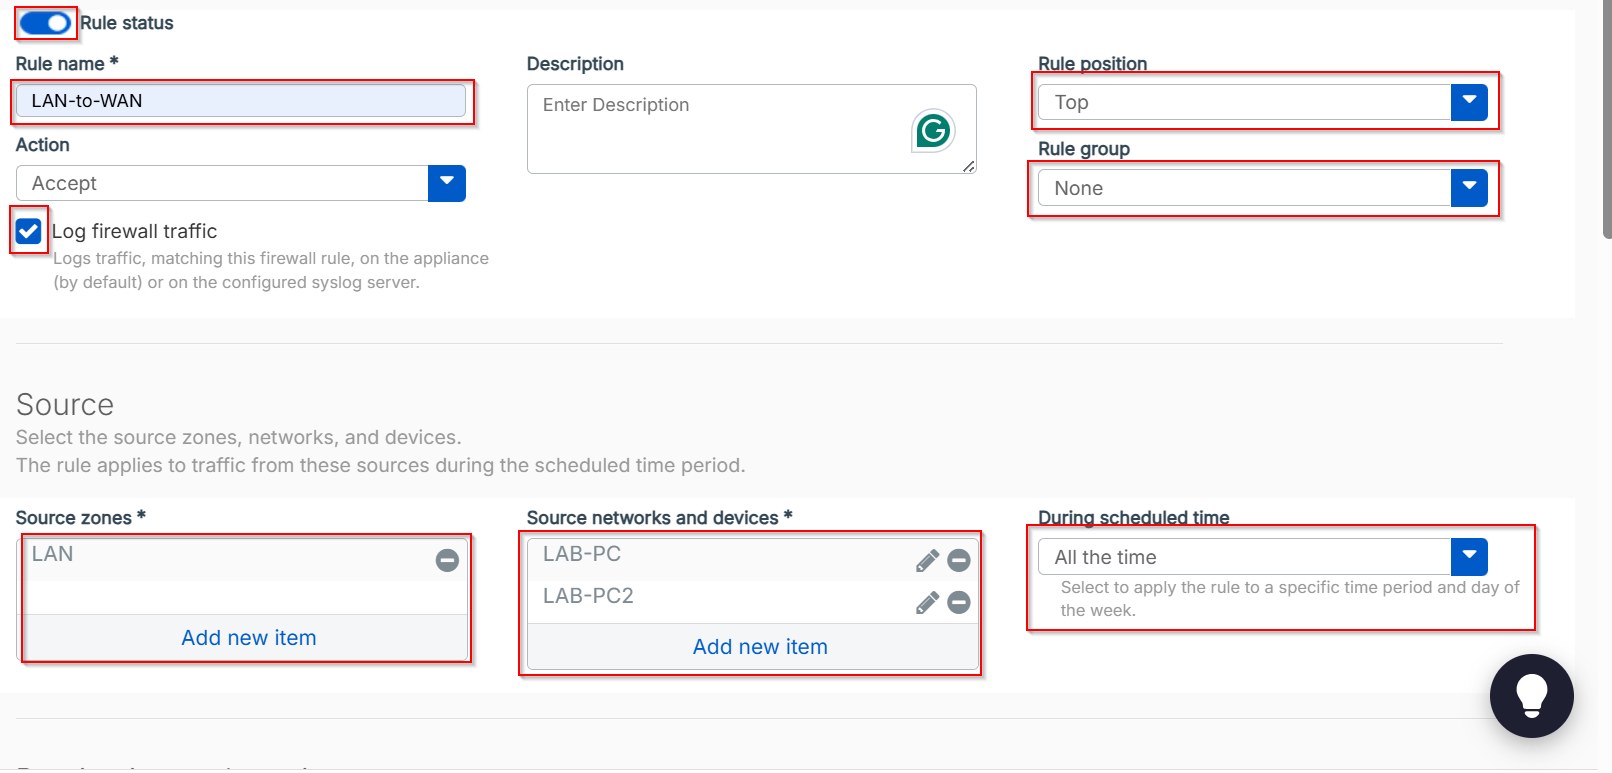 Rule status
Rule name *
LAN-to-WAN
Description
Enter Description
Rule position
Top
Action
Accept
Rule group
None
Log firewall traffic
Logs traffic, matching this firewall rule, on the appliance
(by default) or on the configured syslog server.
Source
Select the source zones, networks, and devices.
The rule applies to traffic from these sources during the scheduled time period.
Source zones *
LAN
Add new item
Source networks and devices *
LAB-PC
LAB-PC2
Add new item
During scheduled time
All the time
Select to apply the rule to a specific time period and day of
the week.